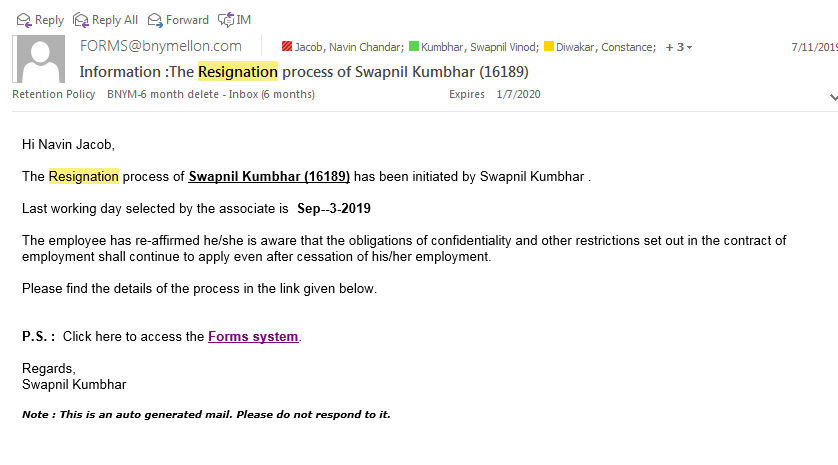 Reply Reply All Forward IM
FORMS@bnymellon.com Jacob, Navin Chandar; Kumbhar, Swapnil Vinod; Diwakar, Constance; + 3 7/11/2019
Information :The Resignation process of Swapnil Kumbhar (16189)
Retention Policy BNYM-6 month delete - Inbox (6 months) Expires 1/7/2020
Hi Navin Jacob,
The Resignation process of Swapnil Kumbhar (16189) has been initiated by Swapnil Kumbhar .
Last working day selected by the associate is Sep--3-2019
The employee has re-affirmed he/she is aware that the obligations of confidentiality and other restrictions set out in the contract of
employment shall continue to apply even after cessation of his/her employment.
Please find the details of the process in the link given below.
P.S. : Click here to access the Forms system.
Regards,
Swapnil Kumbhar
Note : This is an auto generated mail. Please do not respond to it.